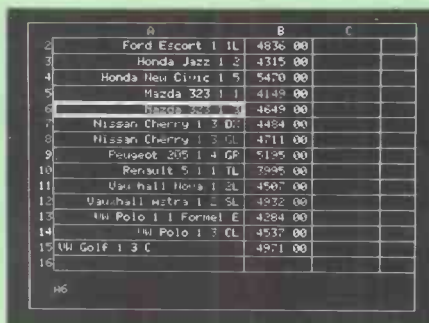 A B C
2 Ford Escort 1 1L 4836 00
3 Honda Jazz 1 2 4315 00
4 Honda New Civic 1 5 5470 00
5 Mazda 323 1 1 4149 00
6 Mazda 323 1 3 4649 00
7 Nissan Cherry 1 3 DX 4484 00
8 Nissan Cherry 1 3 GL 4711 00
9 Peugeot 205 1 4 GR 5195 00
10 Renault 5 1 1 TL 3995 00
11 Vauxhall Nova 1 2L 4507 00
12 Vauxhall Astra 1 2 SL 4932 00
13 VW Polo 1 1 Formel E 4284 00
14 VW Polo 1 3 CL 4537 00
15 VW Golf 1 3 C 4971 00
16
A6